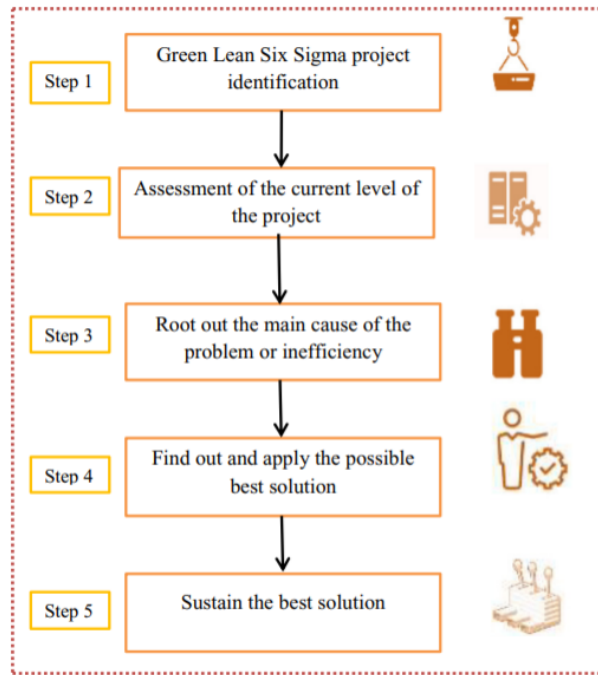 Step 1
Green Lean Six Sigma project
identification
Step 2
Assessment of the current level of
the project
Step 3
Root out the main cause of the
problem or inefficiency
Step 4
Find out and apply the possible
best solution
Step 5
Sustain the best solution